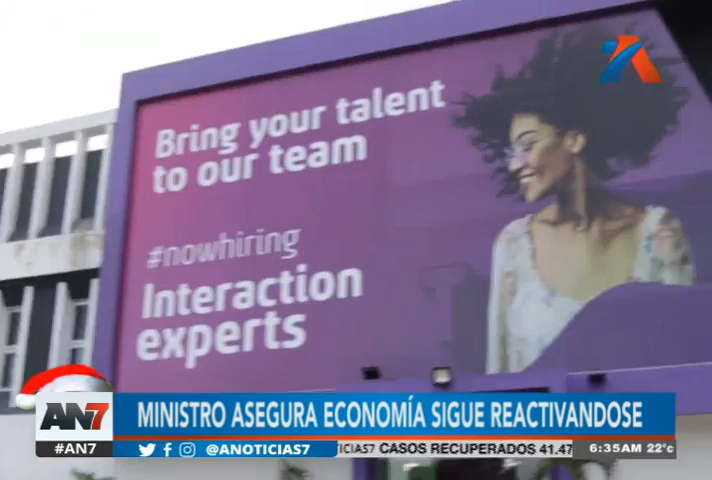 Bring your talent
to our team
#nowhiring
Interaction
experts
AN7
MINISTRO ASEGURA ECONOMÍA SIGUE REACTIVANDOSE
#AN7
@ANOTICIAS7
ICIAS7 CASOS RECUPERADOS 41.47
6:35AM 22°c